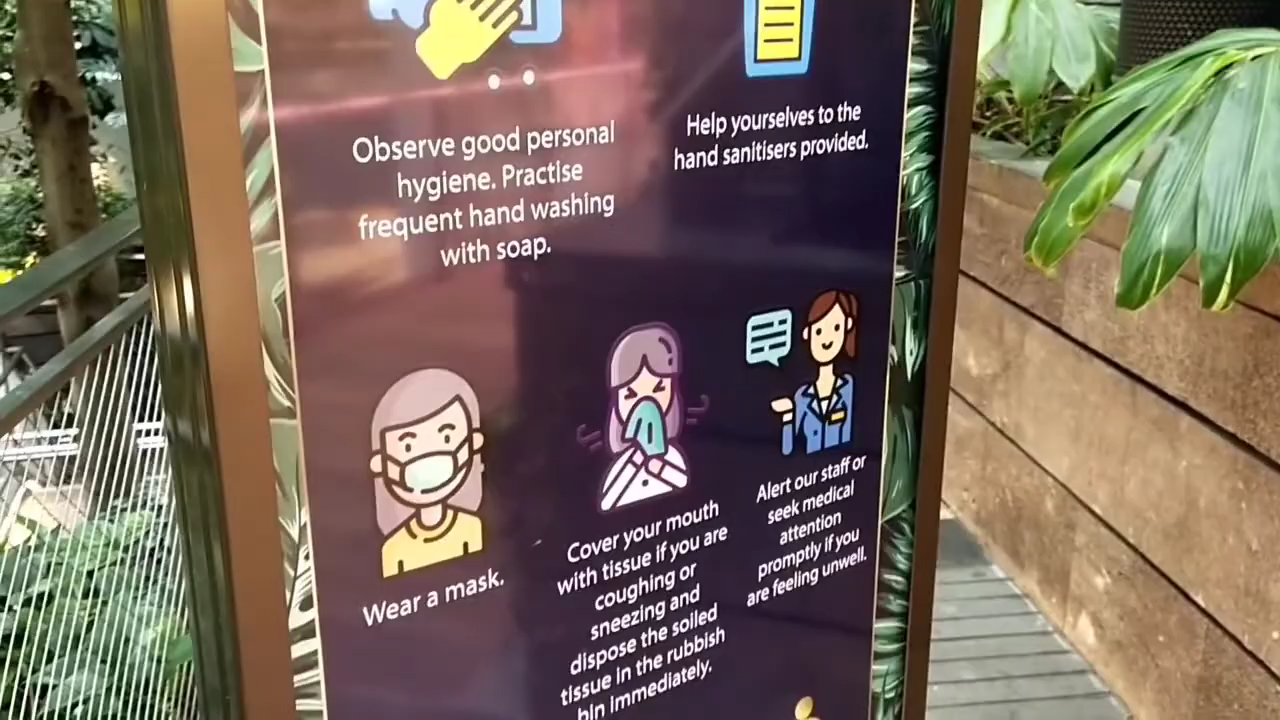 Observe good personal
hygiene. Practise
frequent hand washing
with soap.
Help yourselves to the
hand sanitisers provided.
Wear a mask.
Cover your mouth
with tissue if you are
coughing or
sneezing and
dispose the soiled
tissue in the rubbish
bin immediately.
Alert our staff or
seek medical
attention
promptly if you
are feeling unwell.